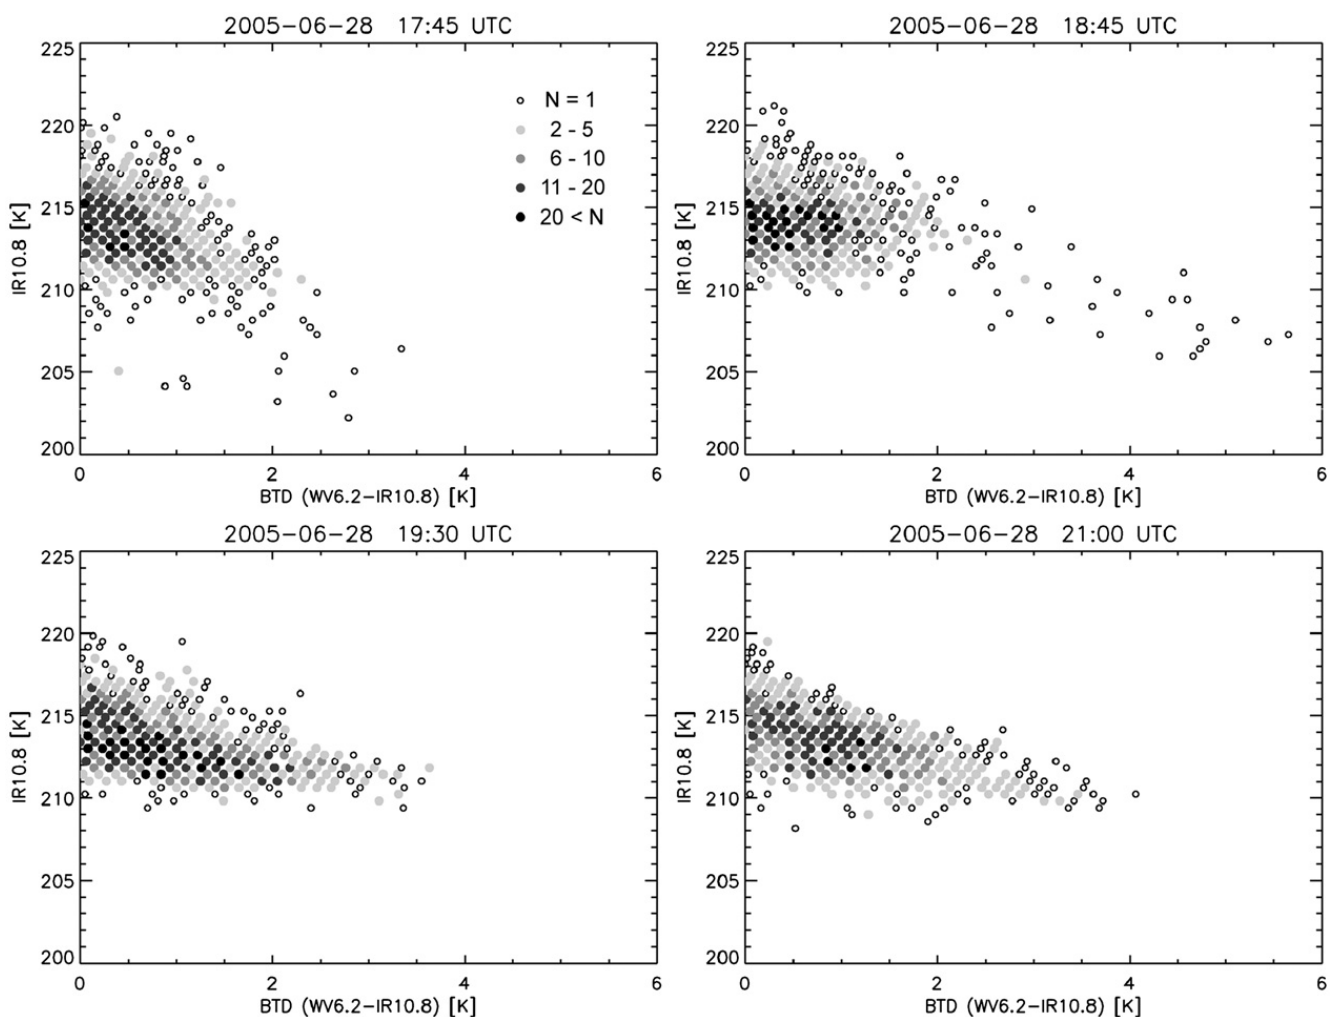 2005-06-28 17:45 UTC
225
220
215
210
205
200
IR10.8 [K]
N = 1
2 - 5
6 - 10
11 - 20
20 < N
0 2 4 6
BTD (WV6.2-IR10.8) [K]
2005-06-28 18:45 UTC
225
220
215
210
205
200
IR10.8 [K]
0 2 4 6
BTD (WV6.2-IR10.8) [K]
2005-06-28 19:30 UTC
225
220
215
210
205
200
IR10.8 [K]
0 2 4 6
BTD (WV6.2-IR10.8) [K]
2005-06-28 21:00 UTC
225
220
215
210
205
200
IR10.8 [K]
0 2 4 6
BTD (WV6.2-IR10.8) [K]